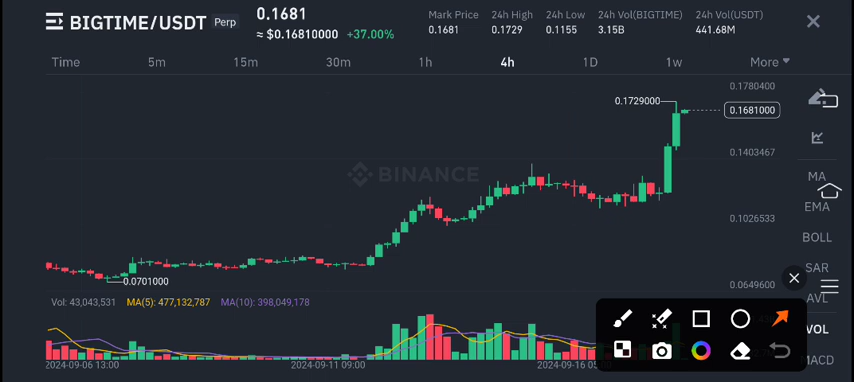 BIGTIME/USDT Perp
0.1681
≈ $0.16810000 +37.00%
Mark Price
0.1681
24h High
0.1729
24h Low
0.1155
24h Vol(BIGTIME)
3.15B
24h Vol(USDT)
441.68M
Time 5m 15m 30m 1h 4h 1D 1w More
0.1780400
0.1729000
0.1681000
0.1403467
BINANCE
0.1026533
0.0701000
0.0649600
MA
EMA
BOLL
SAR
AVL
VOL
MACD
Vol: 43,043,531 MA(5): 477,132,787 MA(10): 398,049,178
2024-09-06 13:00 2024-09-11 09:00 2024-09-16